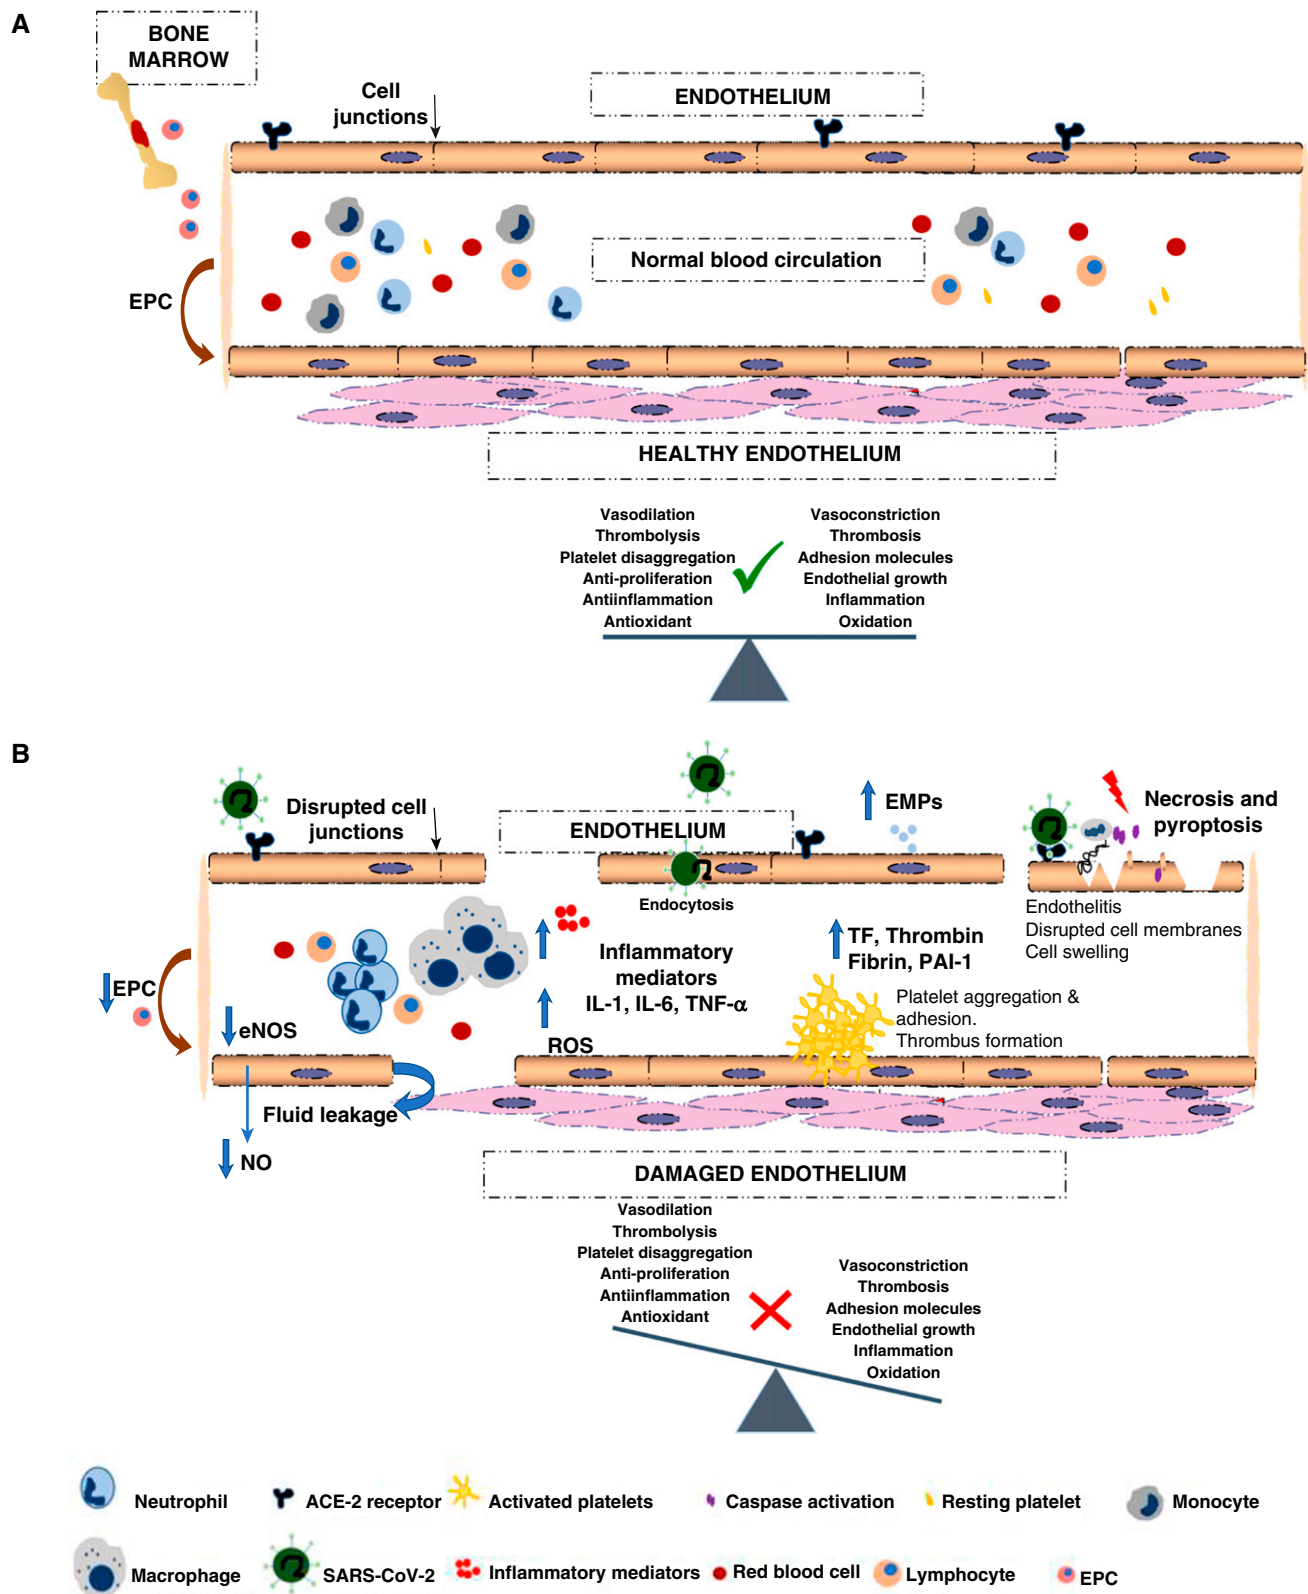 A
BONE
MARROW
Cell
junctions
ENDOTHELIUM
Normal blood circulation
EPC
HEALTHY ENDOTHELIUM
Vasodilation
Thrombolysis
Platelet disaggregation
Anti-proliferation
Antiinflammation
Antioxidant
Vasoconstriction
Thrombosis
Adhesion molecules
Endothelial growth
Inflammation
Oxidation
B
Disrupted cell
junctions
ENDOTHELIUM
EMPs
Necrosis and
pyroptosis
Endocytosis
Endothelitis
Disrupted cell membranes
Cell swelling
Inflammatory
mediators
IL-1, IL-6, TNF-α
TF, Thrombin
Fibrin, PAI-1
Platelet aggregation &
adhesion.
Thrombus formation
EPC
eNOS
ROS
Fluid leakage
NO
DAMAGED ENDOTHELIUM
Vasodilation
Thrombolysis
Platelet disaggregation
Anti-proliferation
Antiinflammation
Antioxidant
Vasoconstriction
Thrombosis
Adhesion molecules
Endothelial growth
Inflammation
Oxidation
Neutrophil
ACE-2 receptor
Activated platelets
Caspase activation
Resting platelet
Monocyte
Macrophage
SARS-CoV-2
Inflammatory mediators
Red blood cell
Lymphocyte
EPC